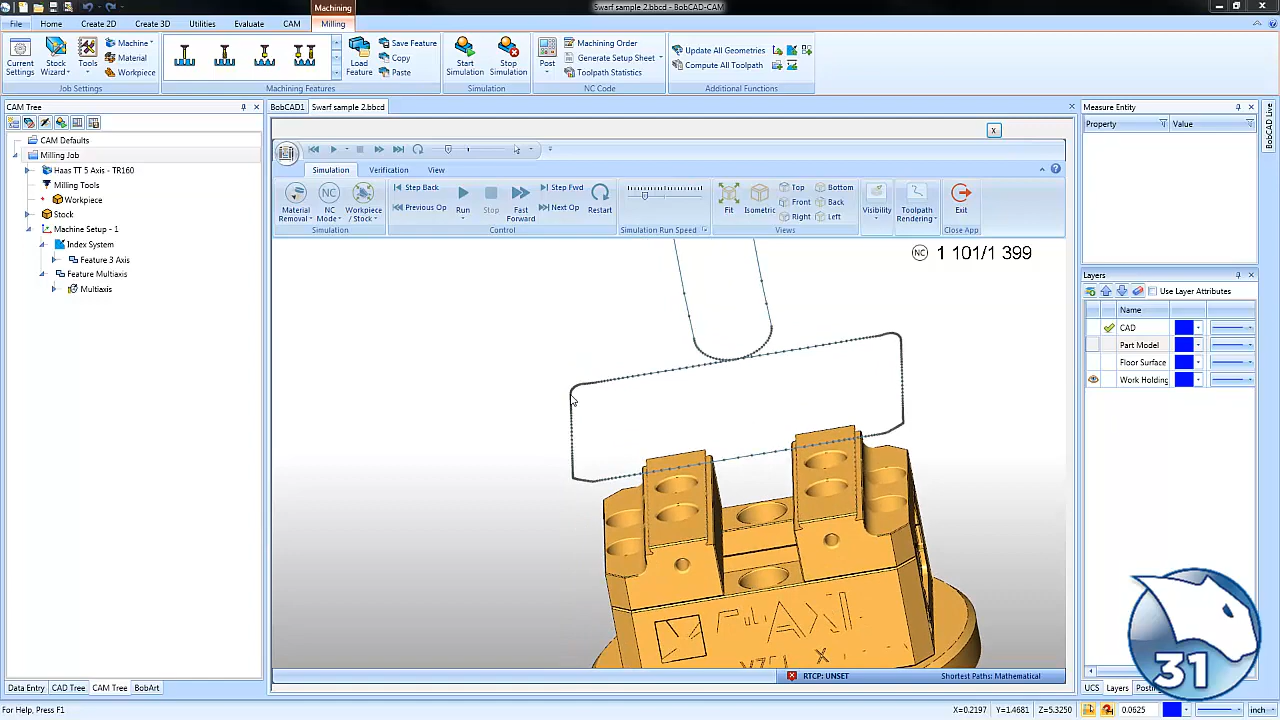 Machining
Swarf sample 2.bbcd - BobCAD-CAM
File
Home
Create 2D
Create 3D
Utilities
Evaluate
CAM
Milling
Current Settings
Stock Wizard
Tools
Machine
Material
Workpiece
Load Feature
Save Feature
Copy
Paste
Start Simulation
Stop Simulation
Post
Machining Order
Generate Setup Sheet
Toolpath Statistics
Update All Geometries
Compute All Toolpath
Job Settings
Machining Features
Simulation
NC Code
Additional Functions
CAM Tree
BobCAD1
Swarf sample 2.bbcd
CAM Defaults
Milling Job
Haas TT 5 Axis - TR160
Milling Tools
Workpiece
Stock
Machine Setup - 1
Index System
Feature 3 Axis
Feature Multiaxis
Multiaxis
Simulation
Verification
View
Material Removal
NC Mode
Workpiece / Stock
Step Back
Previous Op
Run
Stop
Fast Forward
Step Fwd
Next Op
Restart
Fit
Isometric
Top
Front
Right
Bottom
Back
Left
Visibility
Toolpath Rendering
Exit
Simulation
Control
Simulation Run Speed
Views
Close App
NC 1 101/1 399
Measure Entity
Property
Value
BobCAD Live
Layers
Use Layer Attributes
Name
CAD
Part Model
Floor Surface
Work Holding
X
31
RTCP: UNSET
Shortest Paths: Mathematical
Data Entry
CAD Tree
CAM Tree
BobArt
UCS
Layers
For Help, Press F1
X=0.2197
Y=1.4681
Z=5.3250
0.0625
inch